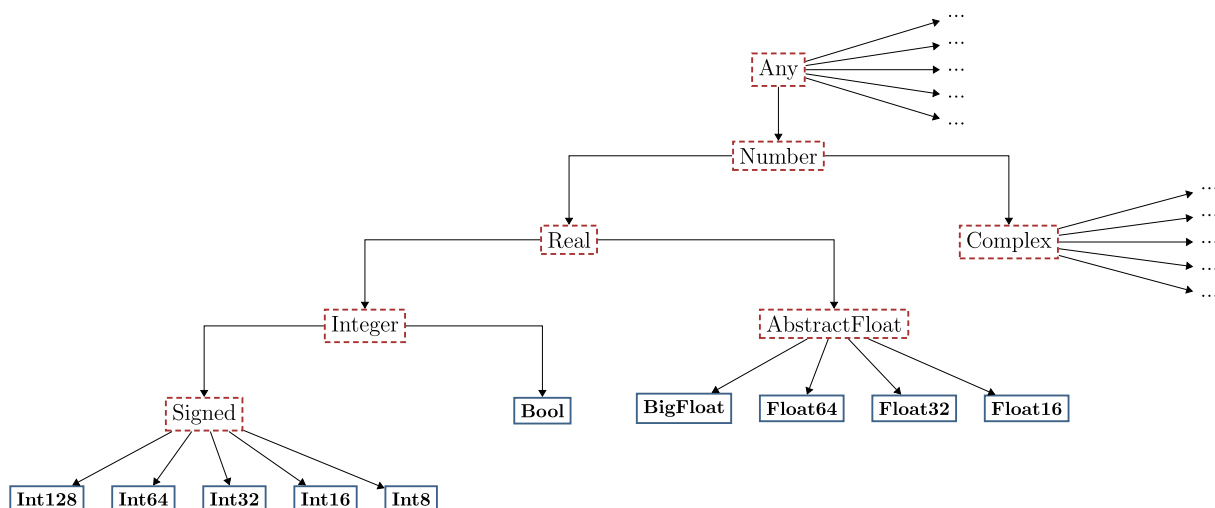 ...
...
Any
...
...
...
Number
...
...
Real
Complex
...
...
...
Integer
AbstractFloat
Signed
Bool
BigFloat
Float64
Float32
Float16
Int128
Int64
Int32
Int16
Int8